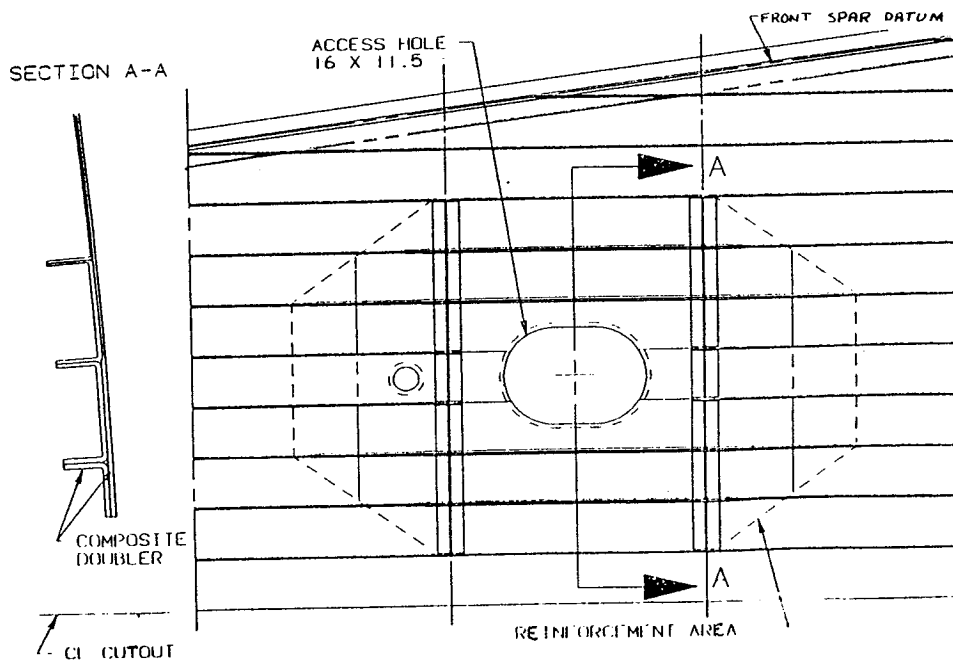 FRONT SPAR DATUM
ACCESS HOLE
16 X 11.5
SECTION A-A
A
A
COMPOSITE
DOUBLER
REINFORCEMENT AREA
CL CUTOUT